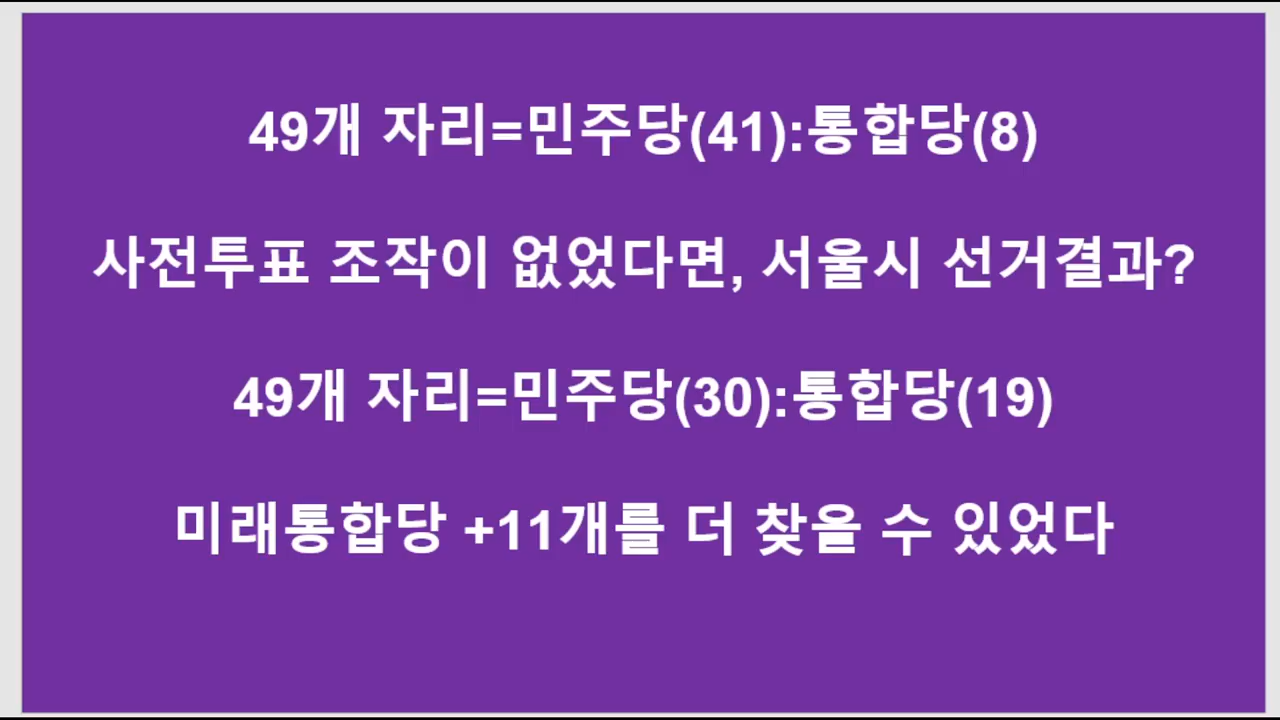 49개 자리=민주당(41):통합당(8)
사전투표 조작이 없었다면, 서울시 선거결과?
49개 자리=민주당(30):통합당(19)
미래통합당 +11개를 더 찾을 수 있었다